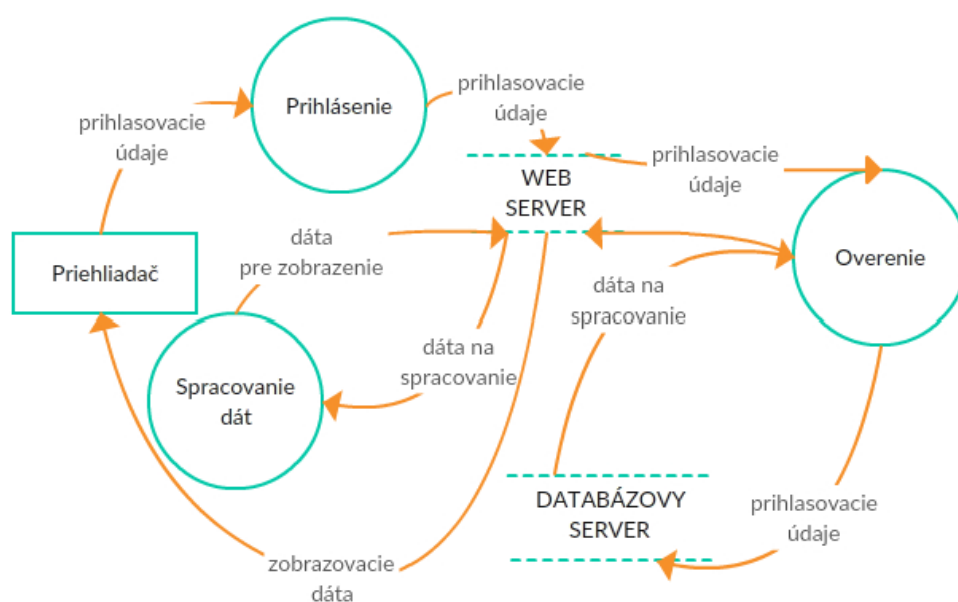 Prihlásenie
prihlasovacie
údaje
prihlasovacie
údaje
WEB
SERVER
prihlasovacie
údaje
dáta
pre zobrazenie
Priehliadač
Overenie
dáta na
spracovanie
dáta na
spracovanie
Spracovanie
dát
DATABÁZOVY
SERVER
prihlasovacie
údaje
zobrazovacie
dáta